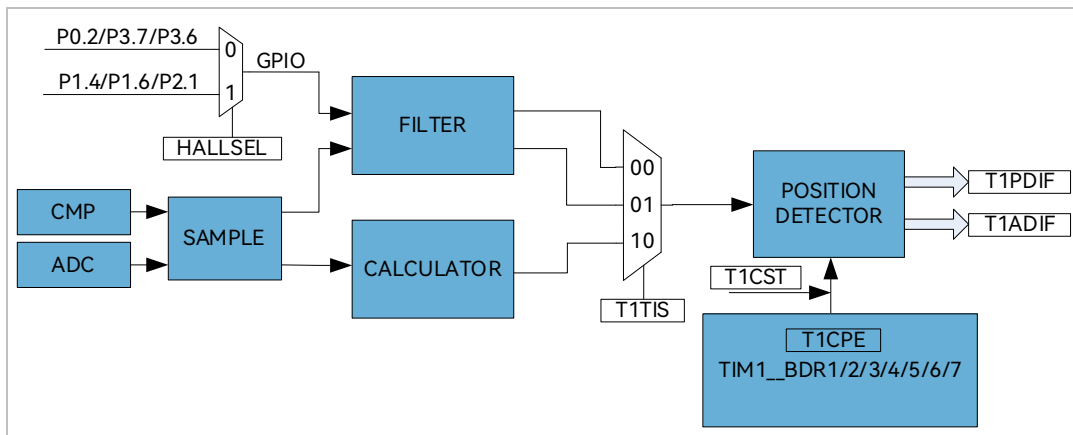 P0.2/P3.7/P3.6
0
GPIO
P1.4/P1.6/P2.1
1
HALLSEL
FILTER
CMP
ADC
SAMPLE
CALCULATOR
00
01
10
T1TIS
POSITION
DETECTOR
T1PDIF
T1ADIF
T1CST
T1CPE
TIM1__BDR1/2/3/4/5/6/7